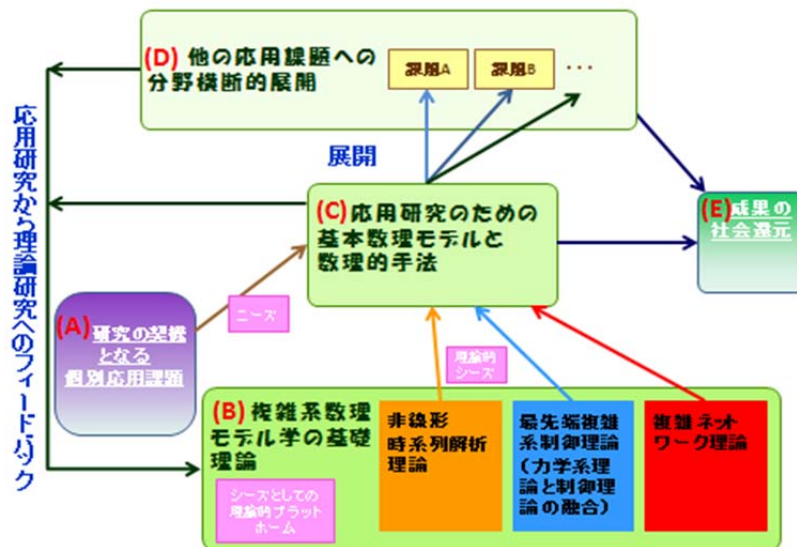 (D) 他の応用課題への
分野横断的展開
課題A
課題B
･･･
応用研究から理論研究へのフィードバック
展開
(C) 応用研究のための
基本数理モデルと
数理的手法
(E) 成果の
社会還元
ニーズ
(A) 研究の契機
となる
個別応用課題
理論的
シーズ
(B) 複雑系数理
モデル学の基礎
理論
シーズとしての
理論的プラット
ホーム
非線形
時系列解析
理論
最先端複雑
系制御理論
(力学系理
論と制御理
論の融合)
複雑ネット
ワーク理論